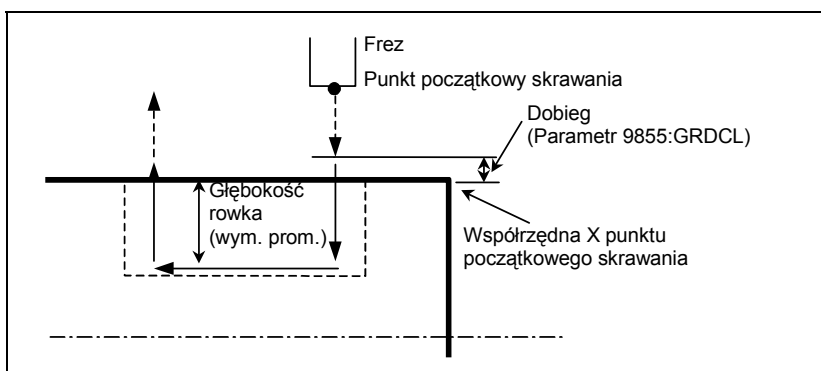 Frez
Punkt początkowy skrawania
Dobieg
(Parametr 9855:GRDCL)
Głębokość
rowka
(wym. prom.)
Współrzędna X punktu
początkowego skrawania